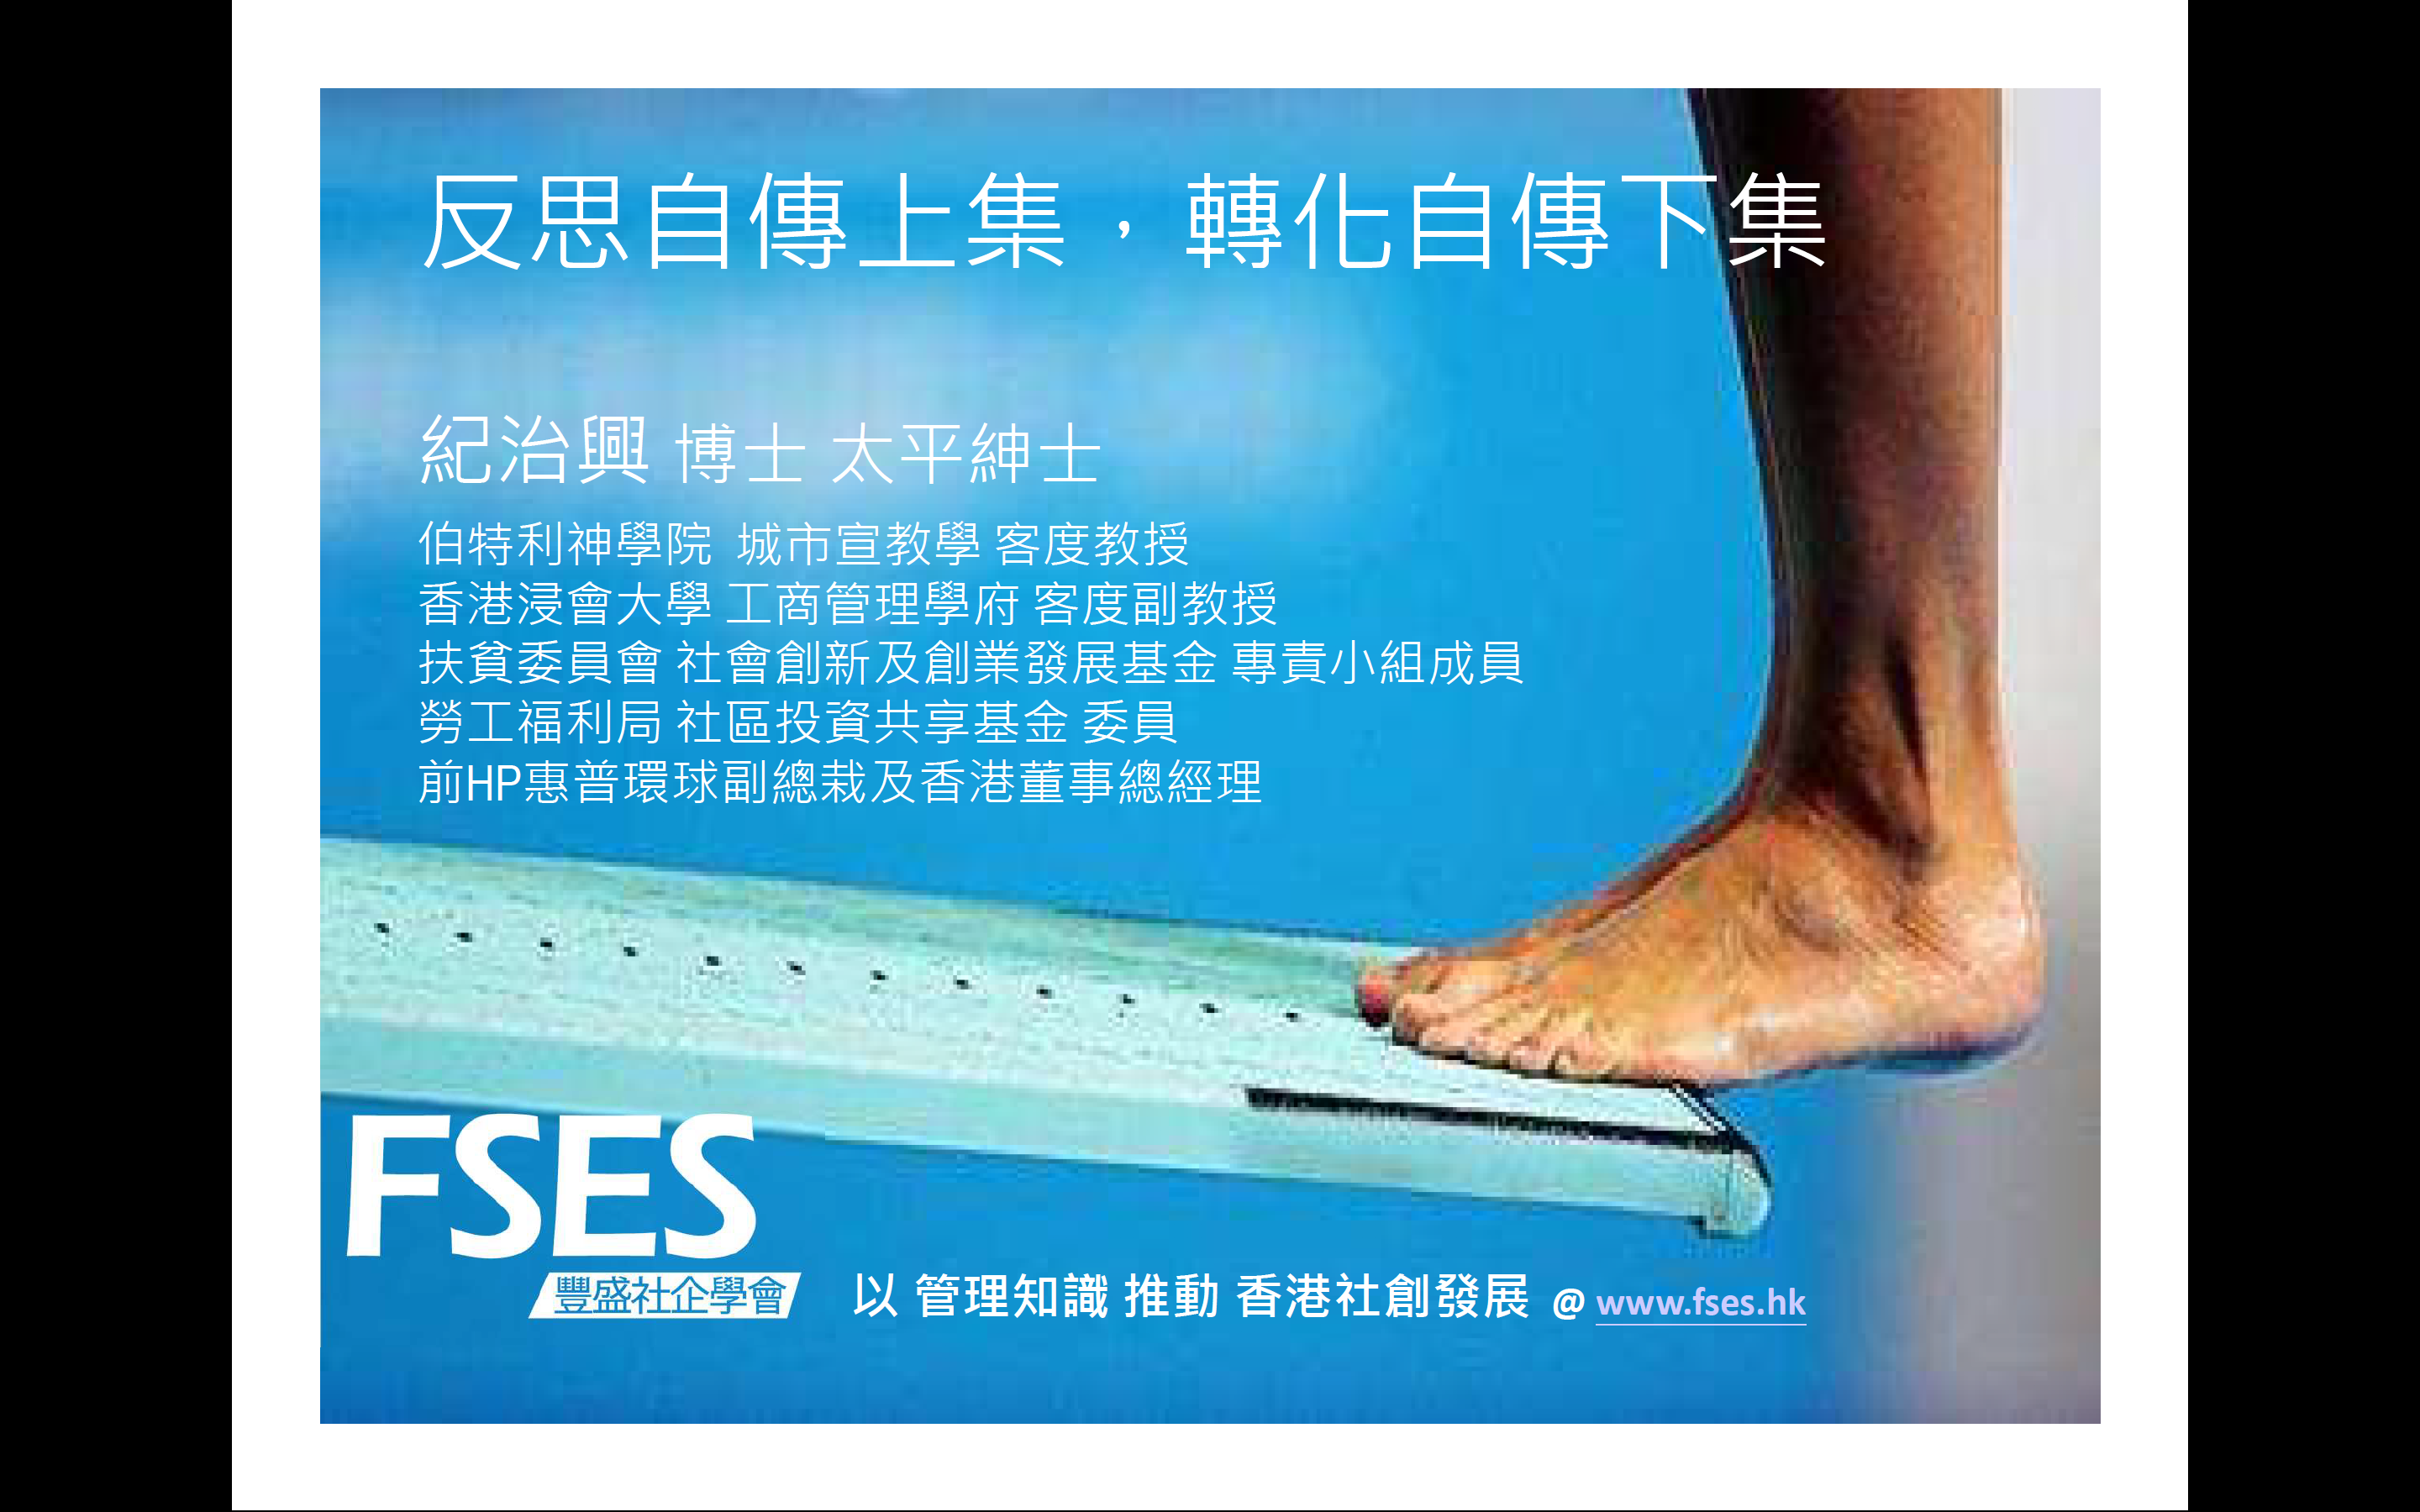 反思自傳上集，轉化自傳下集
紀治興 博士 太平紳士
伯特利神學院 城市宣教學 客度教授
香港浸會大學 工商管理學府 客度副教授
扶貧委員會 社會創新及創業發展基金 專責小組成員
勞工福利局 社區投資共享基金 委員
前HP惠普環球副總栽及香港董事總經理
FSES
豐盛社企學會
以 管理知識 推動 香港社創發展 @ www.fses.hk